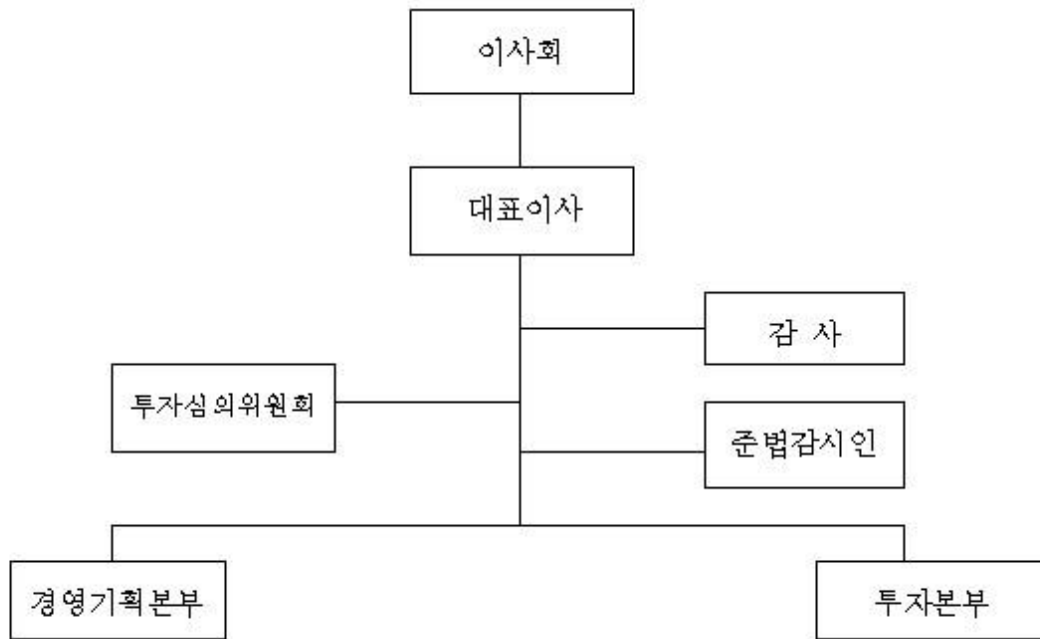 이사회
대표이사
감 사
투자심의위원회
준법감시인
경영기획본부
투자본부